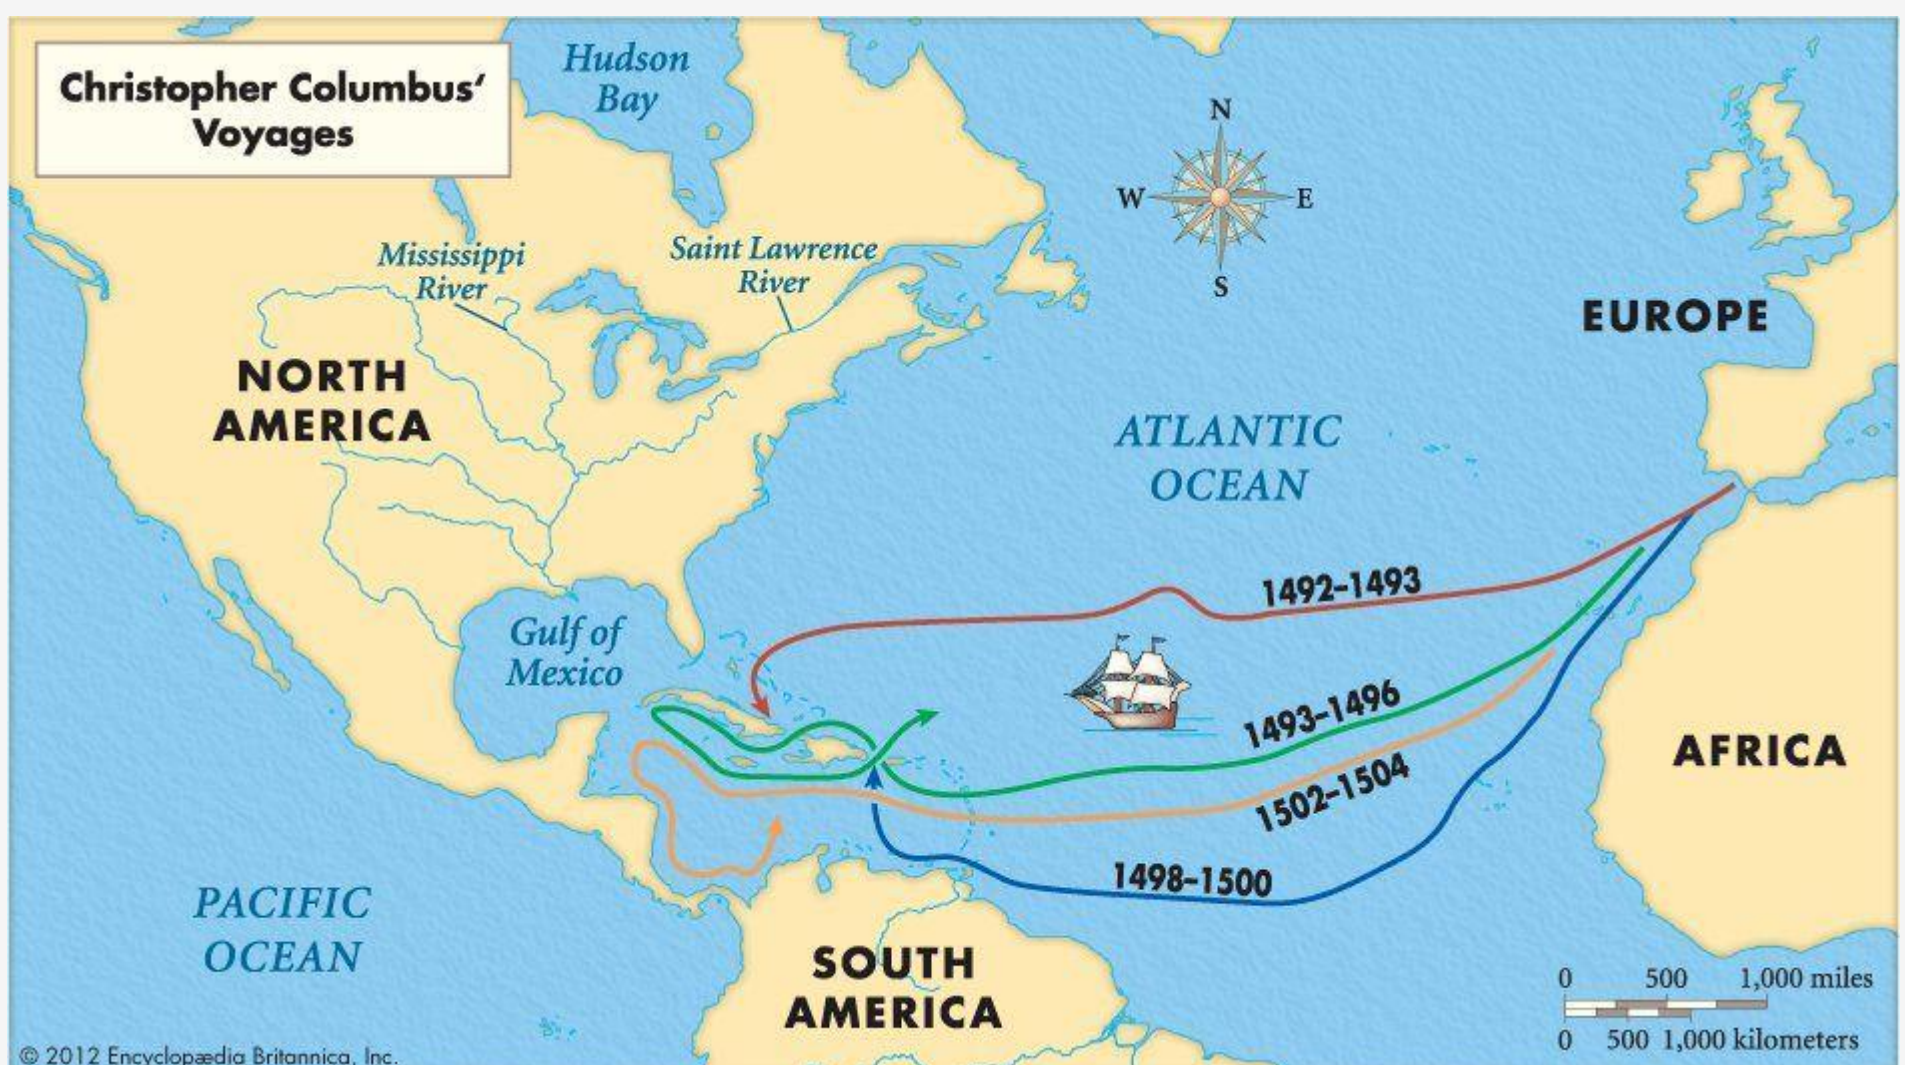 Christopher Columbus‘
Voyages
Hudson
Bay
N
W
E
S
Mississippi
River
Saint Lawrence
River
EUROPE
NORTH
AMERICA
ATLANTIC
OCEAN
1492–1493
Gulf of
Mexico
1493–1496
AFRICA
1502–1504
1498–1500
PACIFIC
OCEAN
SOUTH
AMERICA
0 500 1,000 miles
0 500 1,000 kilometers
© 2012 Encyclopædia Britannica, Inc.